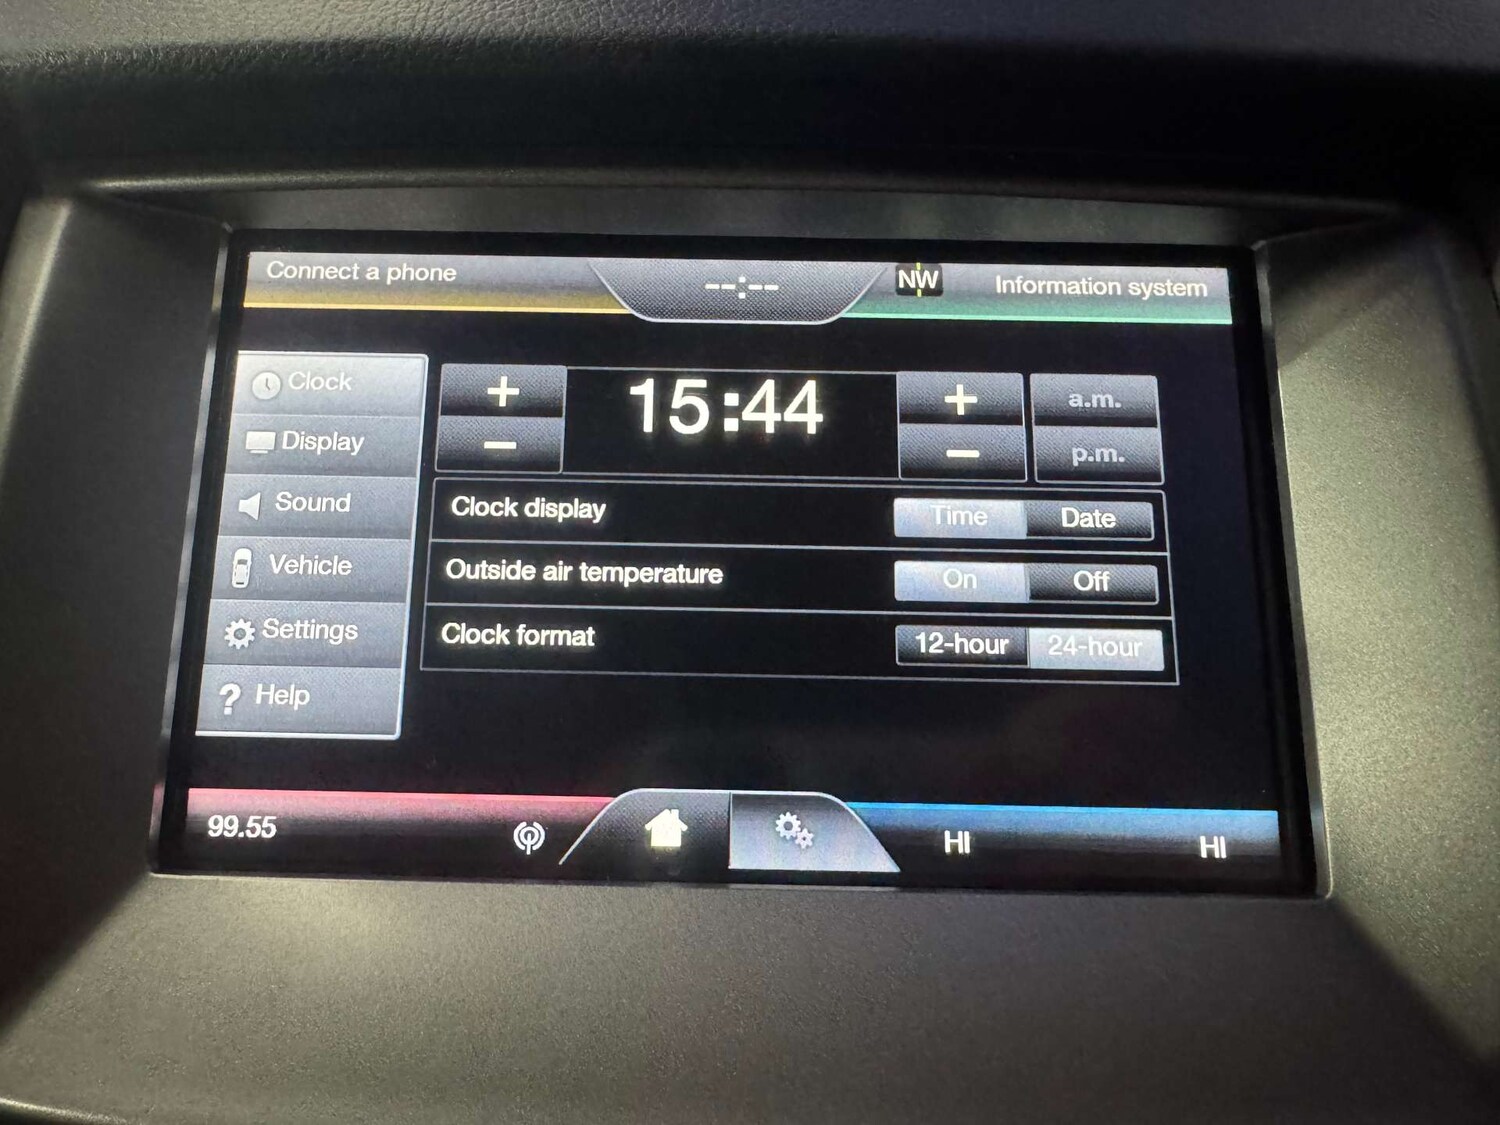 Connect a phone
--:--
NW
Information system
Clock
Display
Sound
Vehicle
Settings
? Help
+
15:44
+
a.m.
−
−
p.m.
Clock display
Time
Date
Outside air temperature
On
Off
Clock format
12-hour
24-hour
99.55
HI
HI